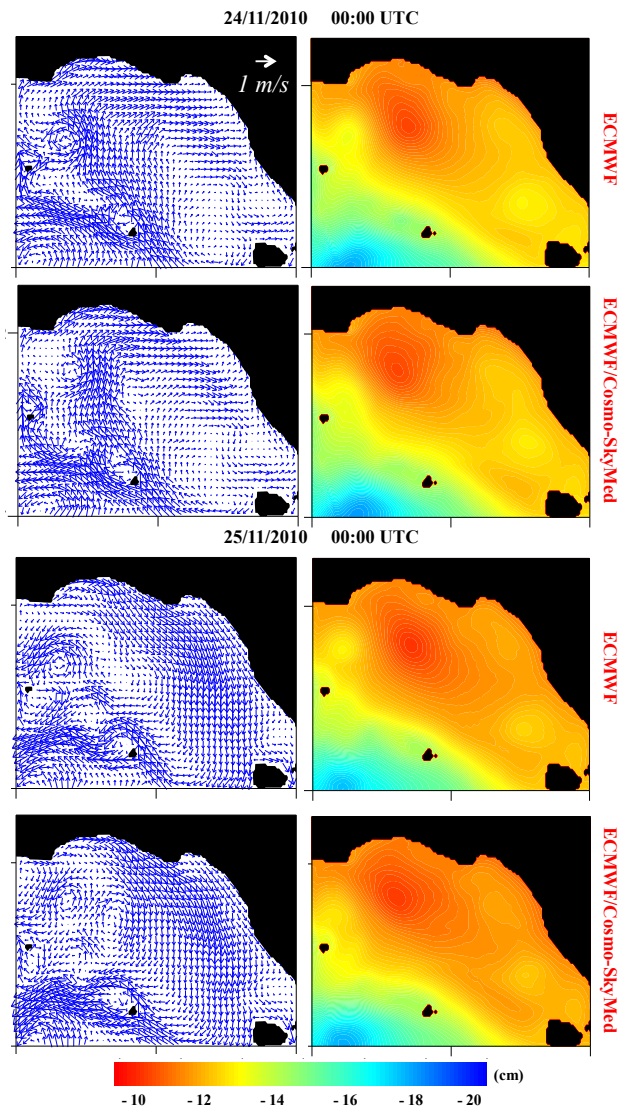 24/11/2010 00:00 UTC
1 m/s
ECMWF
ECMWF/Cosmo-SkyMed
25/11/2010 00:00 UTC
ECMWF
ECMWF/Cosmo-SkyMed
(cm)
- 10 - 12 - 14 -16 - 18 - 20